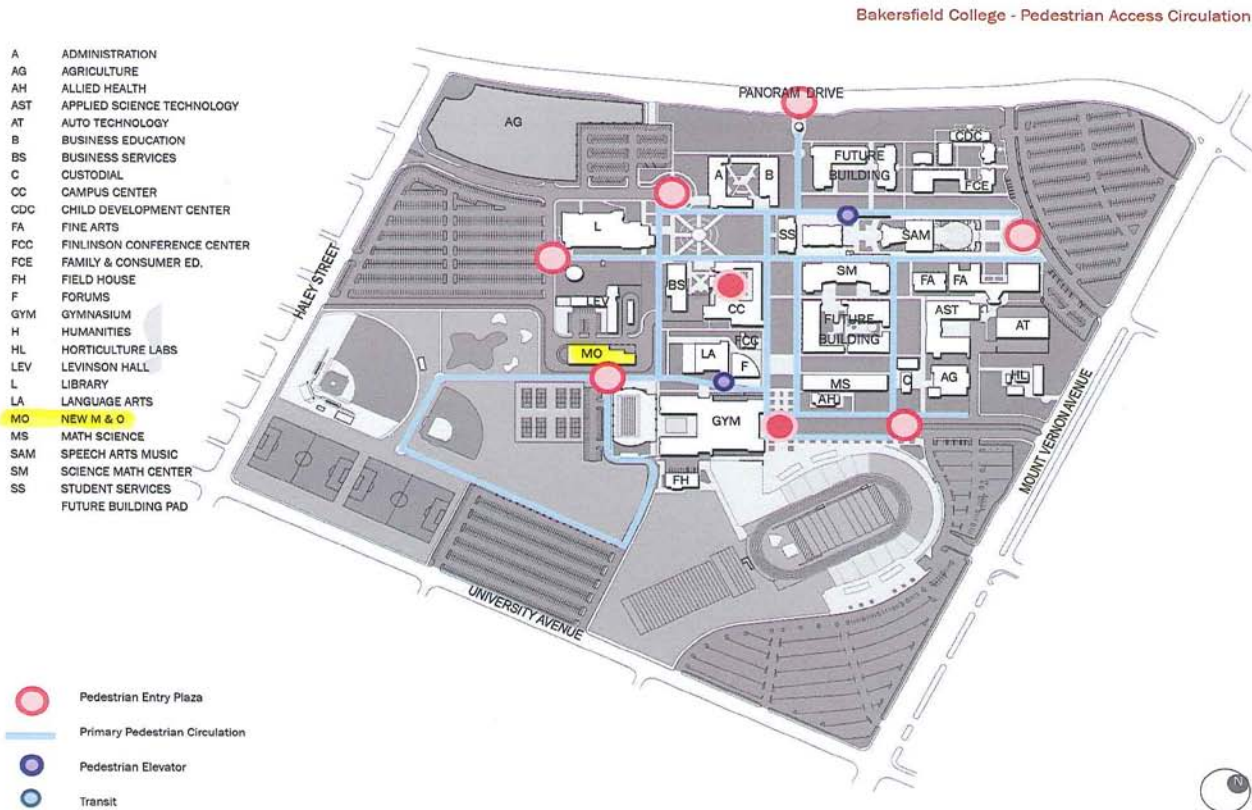 Bakersfield College - Pedestrian Access Circulation
A ADMINISTRATION
AG AGRICULTURE
AH ALLIED HEALTH
AST APPLIED SCIENCE TECHNOLOGY
AT AUTO TECHNOLOGY
B BUSINESS EDUCATION
BS BUSINESS SERVICES
C CUSTODIAL
CC CAMPUS CENTER
CDC CHILD DEVELOPMENT CENTER
FA FINE ARTS
FCC FINLINSON CONFERENCE CENTER
FCE FAMILY & CONSUMER ED.
FH FIELD HOUSE
F FORUMS
GYM GYMNASIUM
H HUMANITIES
HL HORTICULTURE LABS
LEV LEVINSON HALL
L LIBRARY
LA LANGUAGE ARTS
MO NEW M & O
MS MATH SCIENCE
SAM SPEECH ARTS MUSIC
SM SCIENCE MATH CENTER
SS STUDENT SERVICES
FUTURE BUILDING PAD
PANORAM DRIVE
AG
CDC
A
B
FUTURE
BUILDING
FCE
L
SS
SAM
HALEY STREET
BS
CC
SM
FA
FA
LEV
AST
AT
FUTURE
BUILDING
FCC
MO
LA
F
MS
C
AG
HL
AH
GYM
MOUNT VERNON AVENUE
FH
UNIVERSITY AVENUE
Pedestrian Entry Plaza
Primary Pedestrian Circulation
Pedestrian Elevator
Transit
N